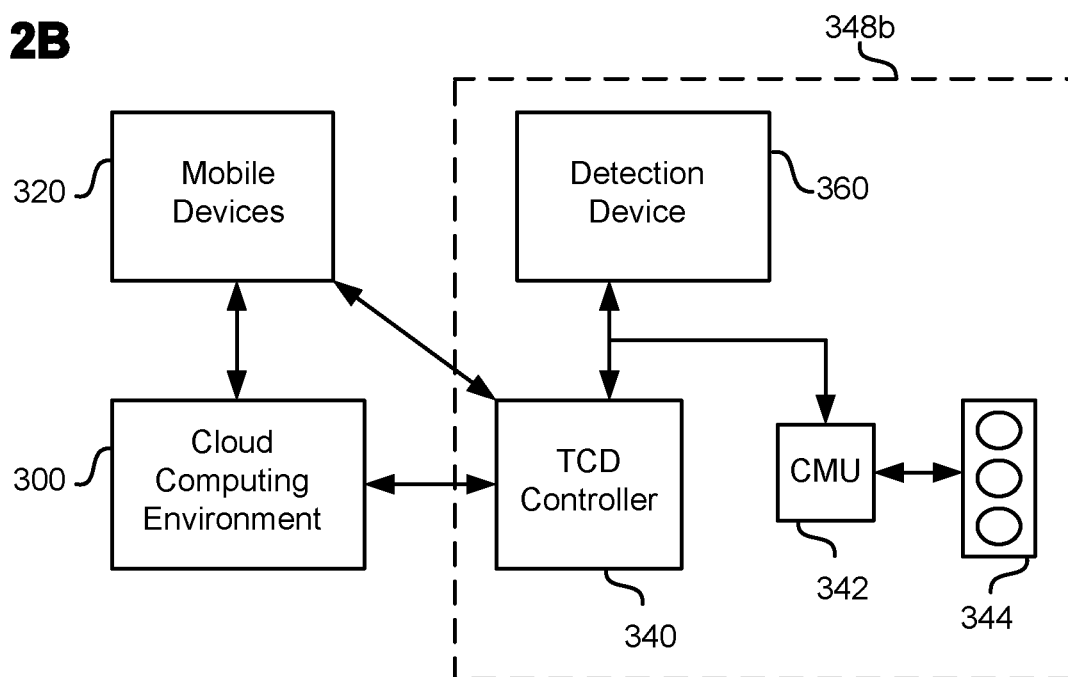 2B
348b
320
Mobile
Devices
Detection
Device
360
300
Cloud
Computing
Environment
TCD
Controller
CMU
340
342
344